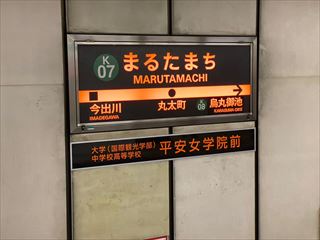 K
07
まるたまち
MARUTAMACHI
今出川
IMADEGAWA
丸太町
K
08
烏丸御池
KARASUMA OIKE
大学(国際観光学部)
中学校高等学校
平安女学院前